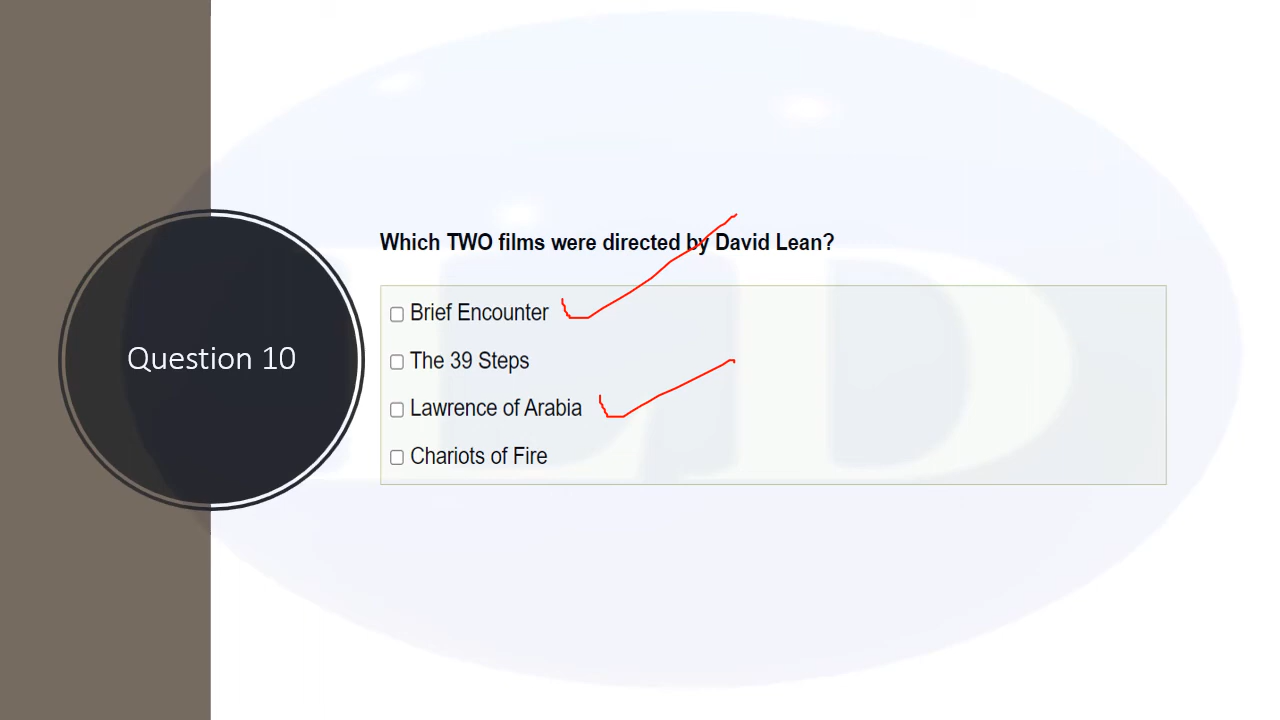 Question 10
Which TWO films were directed by David Lean?
Brief Encounter
The 39 Steps
Lawrence of Arabia
Chariots of Fire